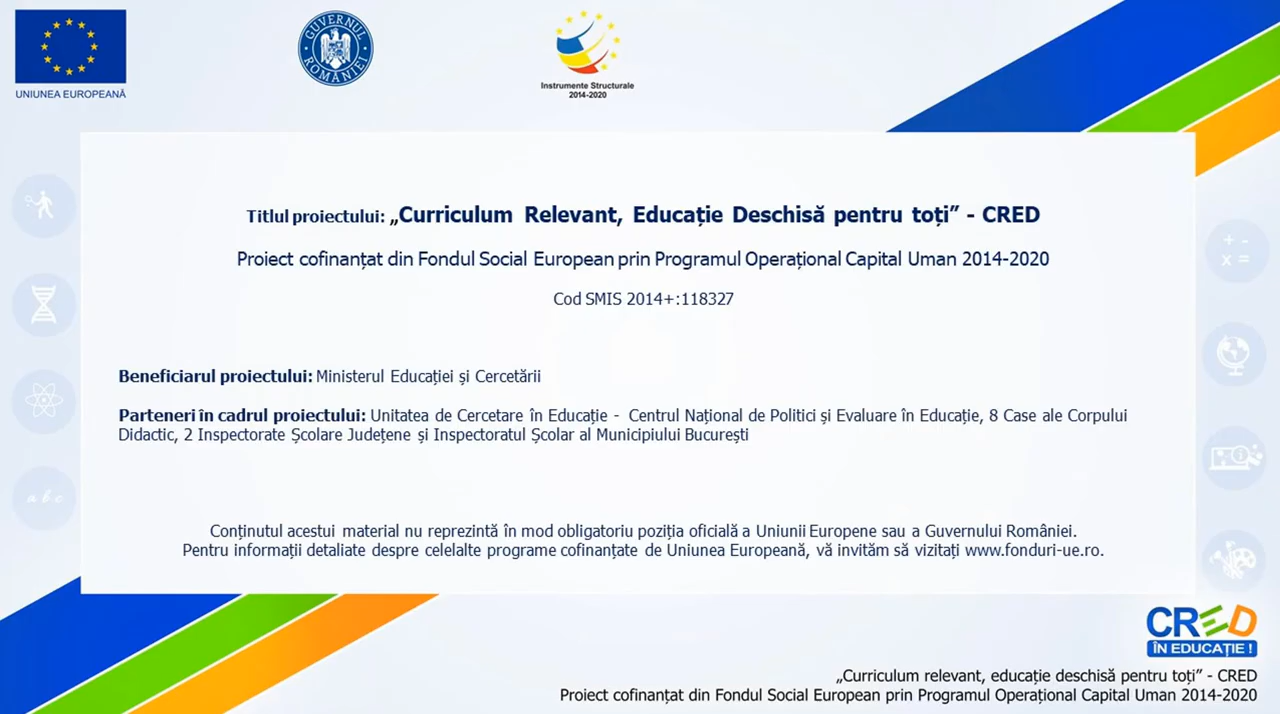 UNIUNEA EUROPEANĂ
GUVERNUL ROMÂNIEI
Instrumente Structurale
2014-2020
Titlul proiectului: „Curriculum Relevant, Educație Deschisă pentru toți” - CRED
Proiect cofinanțat din Fondul Social European prin Programul Operațional Capital Uman 2014-2020
Cod SMIS 2014+:118327
Beneficiarul proiectului: Ministerul Educației și Cercetării
Parteneri în cadrul proiectului: Unitatea de Cercetare în Educație - Centrul Național de Politici și Evaluare în Educație, 8 Case ale Corpului
Didactic, 2 Inspectorate Școlare Județene și Inspectoratul Școlar al Municipiului București
Conținutul acestui material nu reprezintă în mod obligatoriu poziția oficială a Uniunii Europene sau a Guvernului României.
Pentru informații detaliate despre celelalte programe cofinanțate de Uniunea Europeană, vă invităm să vizitați www.fonduri-ue.ro.
+ -
x =
a b c
CRED
ÎN EDUCAȚIE !
„Curriculum relevant, educație deschisă pentru toți” - CRED
Proiect cofinanțat din Fondul Social European prin Programul Operațional Capital Uman 2014-2020